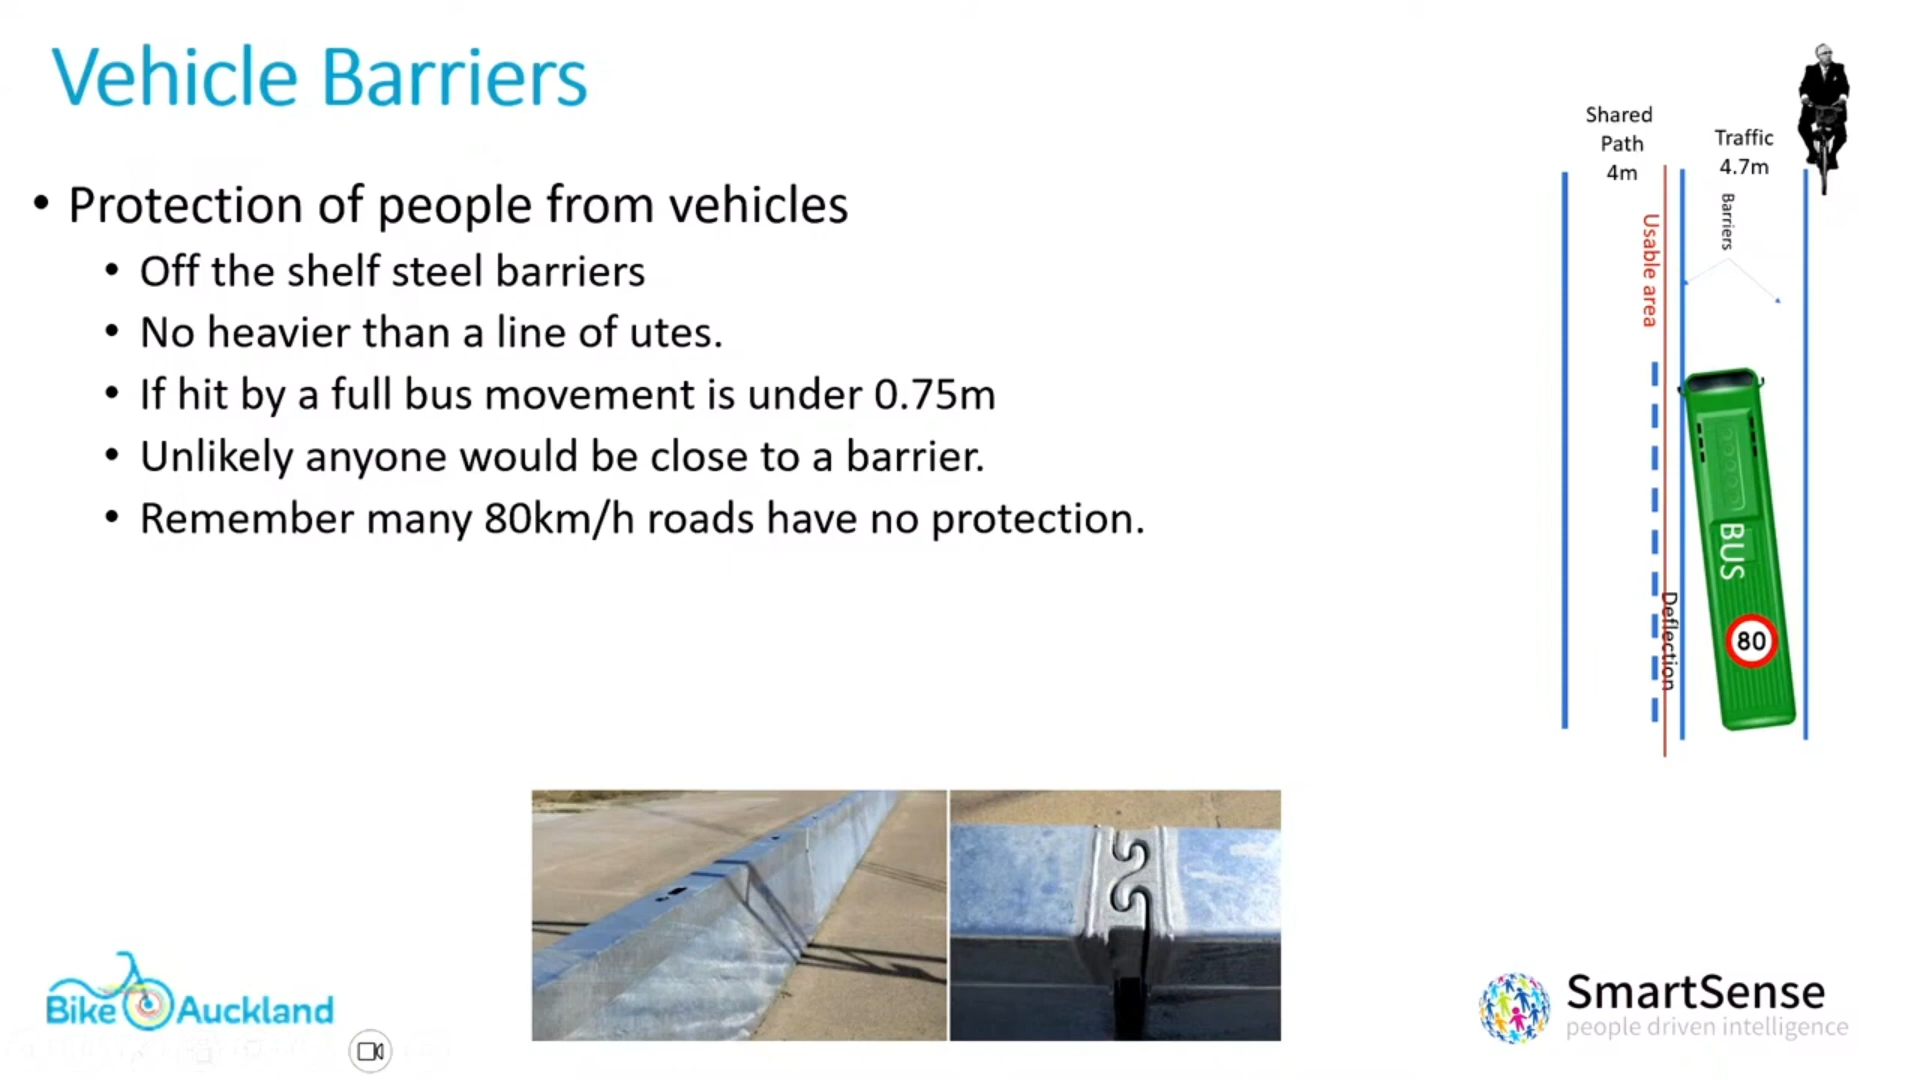 Vehicle Barriers
• Protection of people from vehicles
• Off the shelf steel barriers
• No heavier than a line of utes.
• If hit by a full bus movement is under 0.75m
• Unlikely anyone would be close to a barrier.
• Remember many 80km/h roads have no protection.
Shared
Path
4m
Traffic
4.7m
Barriers
Usable area
BUS
80
Deflection
Bike Auckland
SmartSense
people driven intelligence